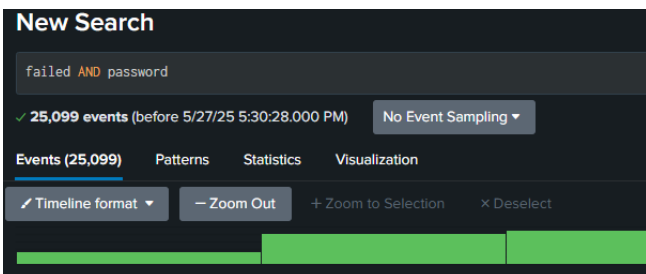 New Search
failed AND password
✓ 25,099 events (before 5/27/25 5:30:28.000 PM) No Event Sampling ▾
Events (25,099) Patterns Statistics Visualization
Timeline format ▾ — Zoom Out + Zoom to Selection × Deselect